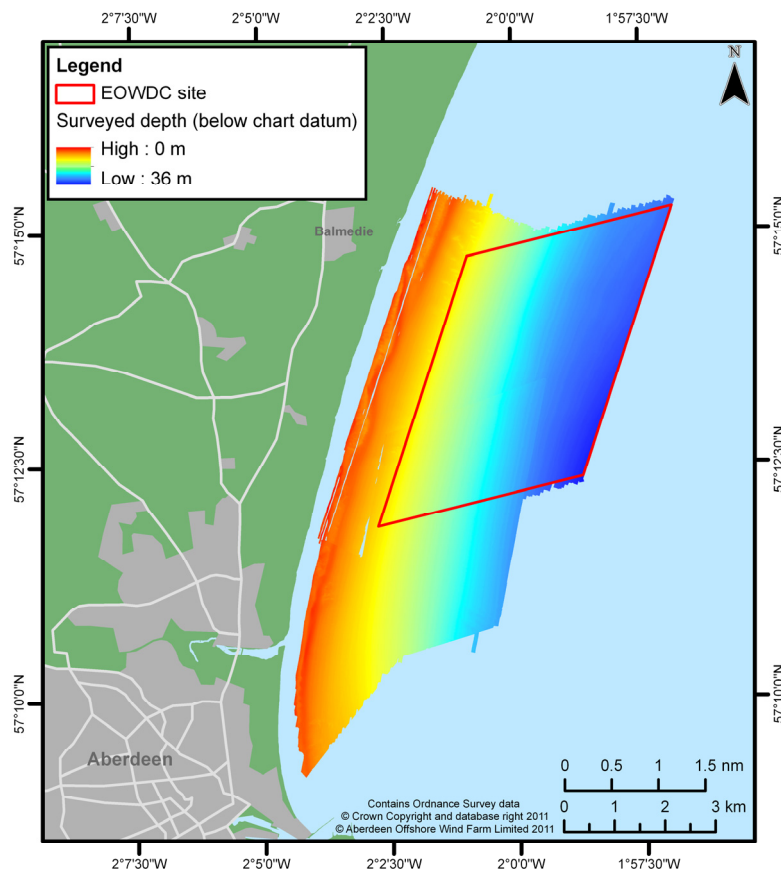 2°7'30"W 2°5'0"W 2°2'30"W 2°0'0"W 1°57'30"W
N
Legend
EOWDC site
Surveyed depth (below chart datum)
High : 0 m
Low : 36 m
57°15'0"N
57°15'0"N
Balmedie
57°12'30"N
57°12'30"N
57°10'0"N
57°10'0"N
Aberdeen
0 0.5 1 1.5 nm
0 1 2 3 km
Contains Ordnance Survey data
© Crown Copyright and database right 2011
© Aberdeen Offshore Wind Farm Limited 2011
2°7'30"W 2°5'0"W 2°2'30"W 2°0'0"W 1°57'30"W